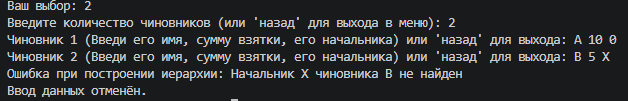 Ваш выбор: 2
Введите количество чиновников (или 'назад' для выхода в меню): 2
Чиновник 1 (Введи его имя, сумму взятки, его начальника) или 'назад' для выхода: A 10 0
Чиновник 2 (Введи его имя, сумму взятки, его начальника) или 'назад' для выхода: B 5 X
Ошибка при построении иерархии: Начальник X чиновника B не найден
Ввод данных отменён.